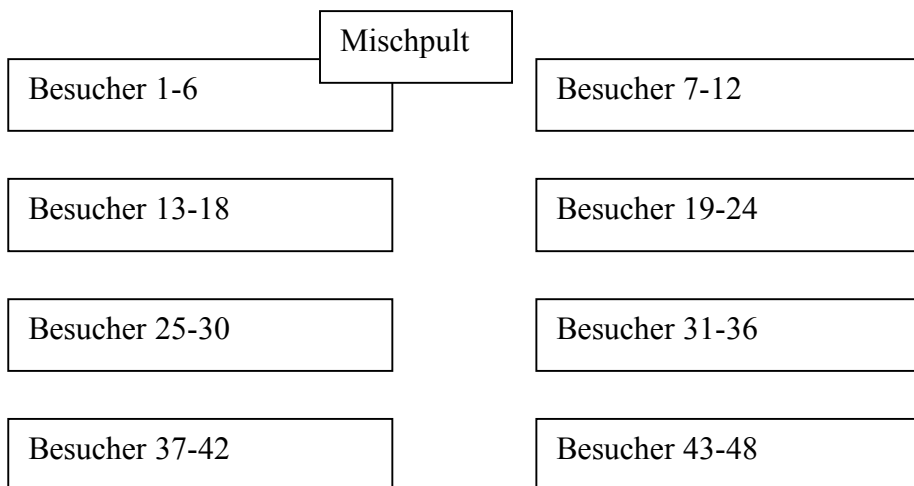 Mischpult
Besucher 1-6
Besucher 7-12
Besucher 13-18
Besucher 19-24
Besucher 25-30
Besucher 31-36
Besucher 37-42
Besucher 43-48